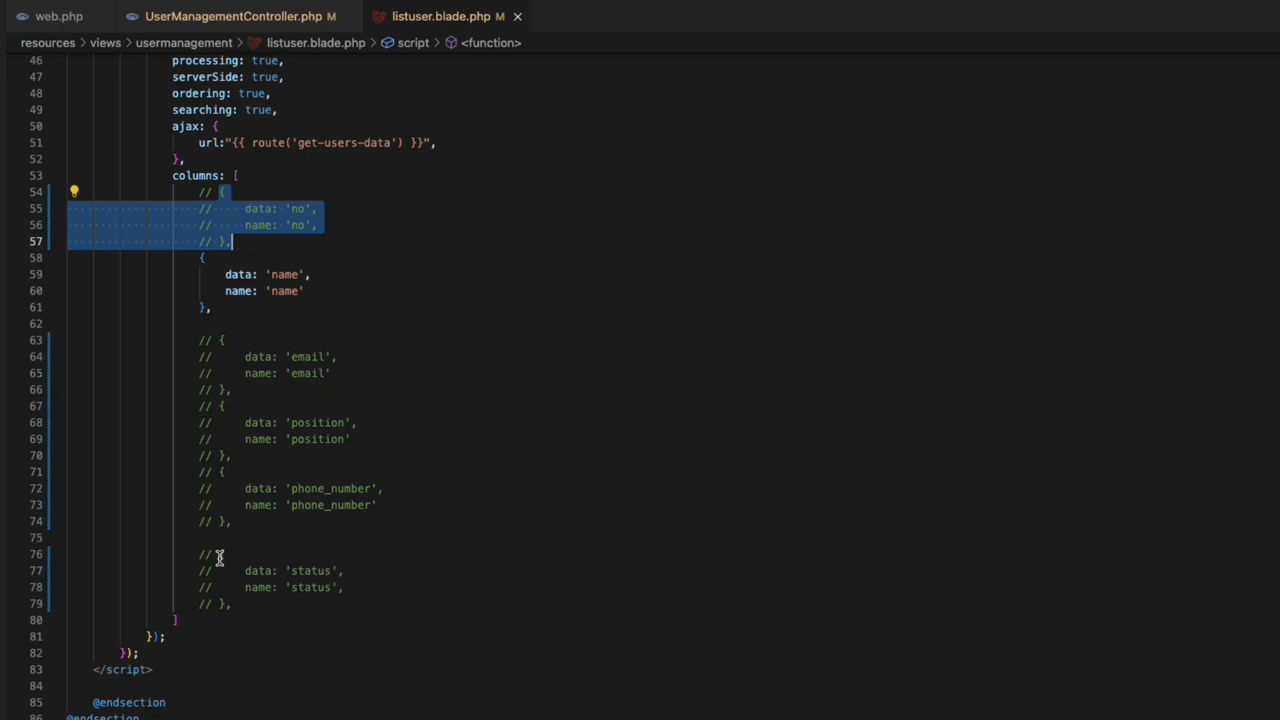 web.php UserManagementController.php M listuser.blade.php M ×
resources > views > usermanagement > listuser.blade.php > script > <function>
46 processing: true,
47 serverSide: true,
48 ordering: true,
49 searching: true,
50 ajax: {
51 url:"{{ route('get-users-data') }}",
52 },
53 columns: [
54 // {
55 //     data: 'no',
56 //     name: 'no',
57 // },
58 {
59 data: 'name',
60 name: 'name'
61 },
62
63 // {
64 //     data: 'email',
65 //     name: 'email'
66 // },
67 // {
68 //     data: 'position',
69 //     name: 'position'
70 // },
71 // {
72 //     data: 'phone_number',
73 //     name: 'phone_number'
74 // },
75
76 //
77 //     data: 'status',
78 //     name: 'status',
79 // },
80 ]
81 });
82 });
83 </script>
84
85 @endsection
86 @endsection